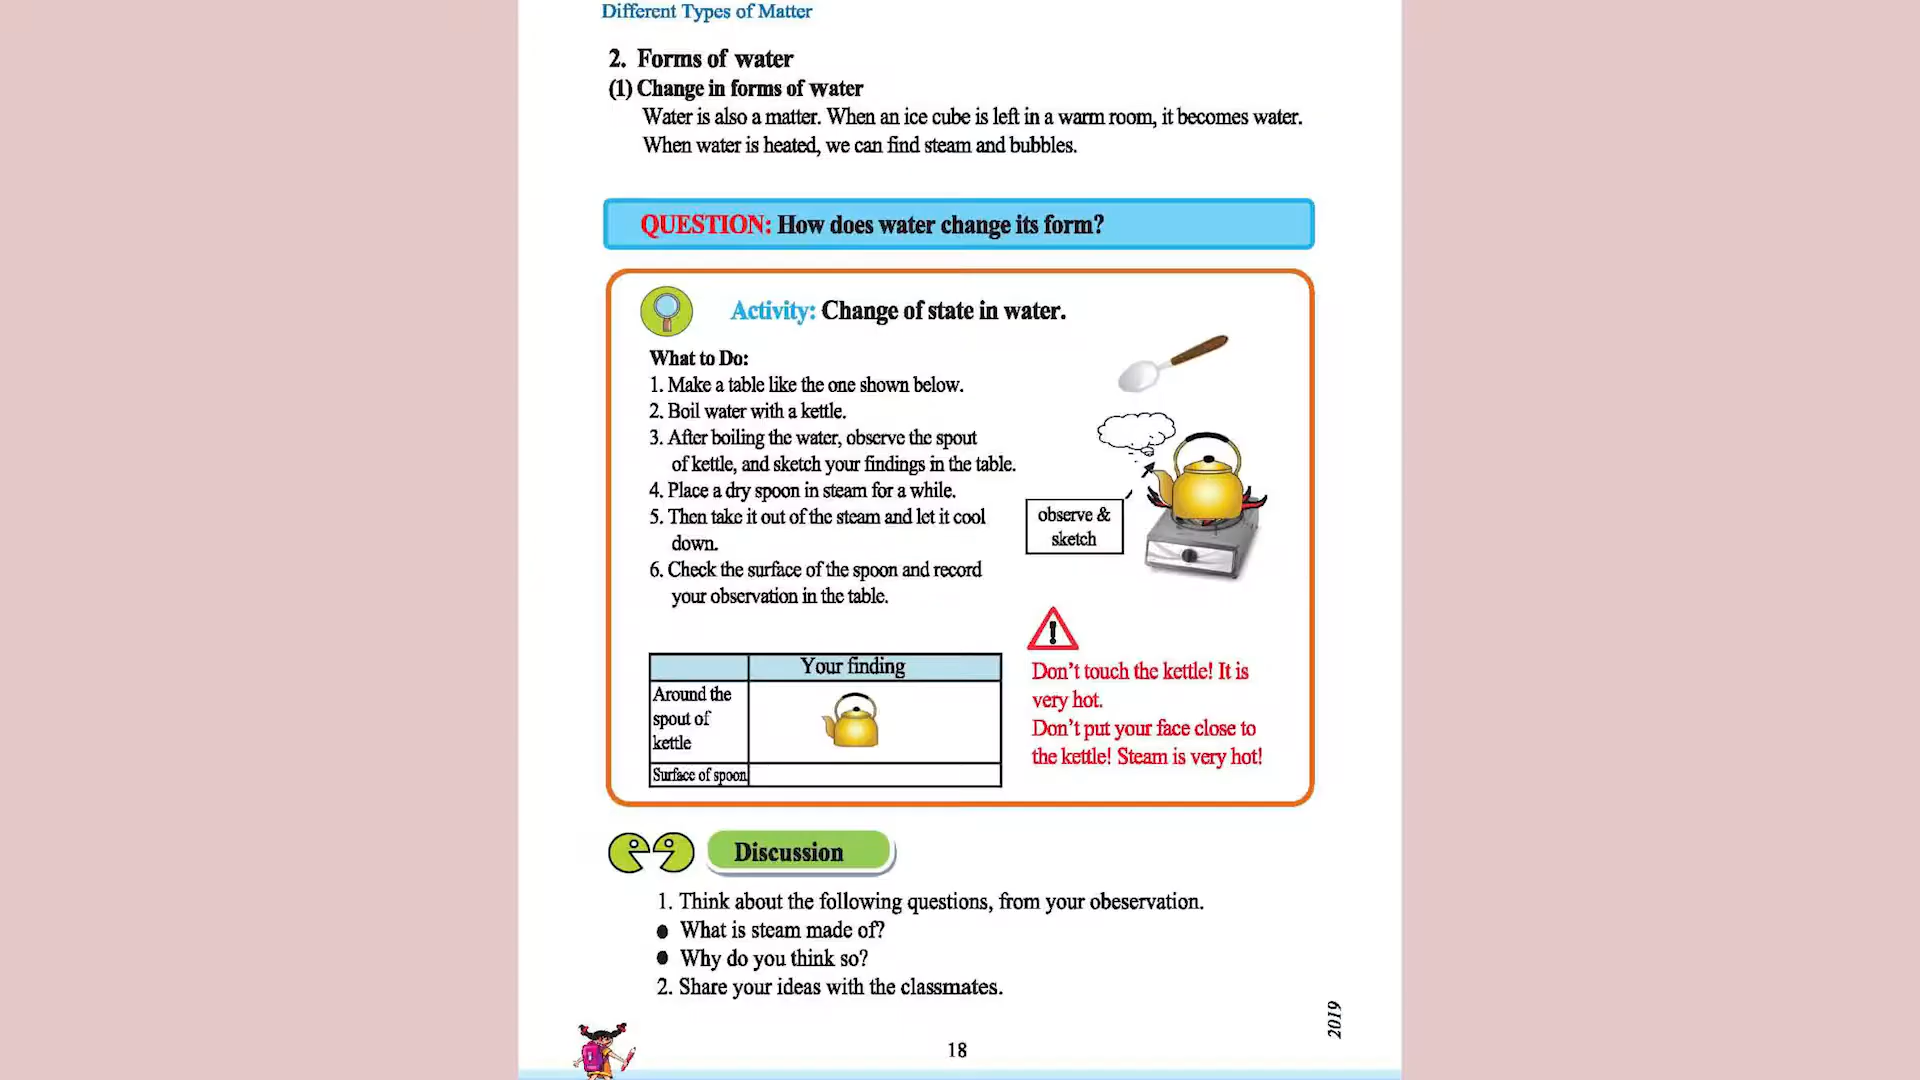 Different Types of Matter
2. Forms of water
(1) Change in forms of water
Water is also a matter. When an ice cube is left in a warm room, it becomes water.
When water is heated, we can find steam and bubbles.
QUESTION: How does water change its form?
Activity: Change of state in water.
What to Do:
1. Make a table like the one shown below.
2. Boil water with a kettle.
3. After boiling the water, observe the spout
of kettle, and sketch your findings in the table.
4. Place a dry spoon in steam for a while.
5. Then take it out of the steam and let it cool
down.
6. Check the surface of the spoon and record
your observation in the table.
observe &
sketch
Your finding
Around the
spout of
kettle
Surface of spoon
Don't touch the kettle! It is
very hot.
Don't put your face close to
the kettle! Steam is very hot!
Discussion
1. Think about the following questions, from your obeservation.
● What is steam made of?
● Why do you think so?
2. Share your ideas with the classmates.
2019
18